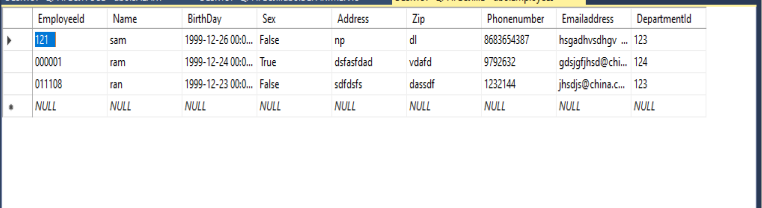 EmployeeId Name BirthDay Sex Address Zip Phonenumber Emailaddress DepartmentId
121 sam 1999-12-26 00:0... False np dl 8683654387 hsgadhvsdhgv ... 123
000001 ram 1999-12-24 00:0... True dsfasfdad vdafd 9792632 gdsjgfjhsd@chi... 124
011108 ran 1999-12-23 00:0... False sdfdsfs dassdf 1232144 jhsdjs@china.c... 123
NULL NULL NULL NULL NULL NULL NULL NULL NULL